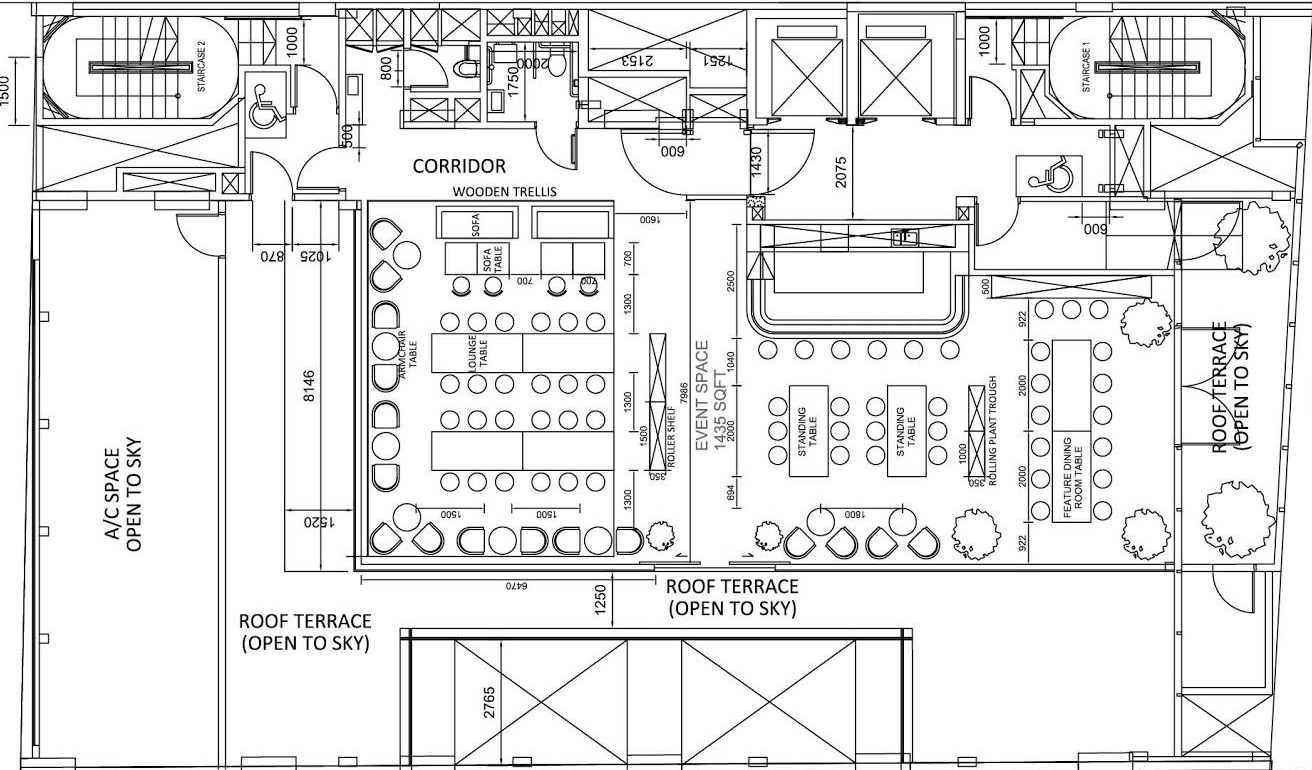 1500
STAIRCASE 2
1000
800
1750
2000
2153
1251
1000
STAIRCASE 1
500
600
1430
2075
CORRIDOR
WOODEN TRELLIS
1600
600
870
1025
SOFA
SOFA
TABLE
700
700
700
2500
500
1300
922
ARMCHAIR
TABLE
LOUNGE
TABLE
8146
1300
1500
ROLLER SHELF
350
7986
EVENT SPACE
1435 SQFT
1040
2000
694
STANDING
TABLE
STANDING
TABLE
1000
350
ROLLING PLANT TROUGH
2000
2000
FEATURE DINING
ROOM TABLE
922
ROOF TERRACE
(OPEN TO SKY)
A/C SPACE
OPEN TO SKY
1520
1300
1500
1500
1800
6470
1250
ROOF TERRACE
(OPEN TO SKY)
ROOF TERRACE
(OPEN TO SKY)
2765